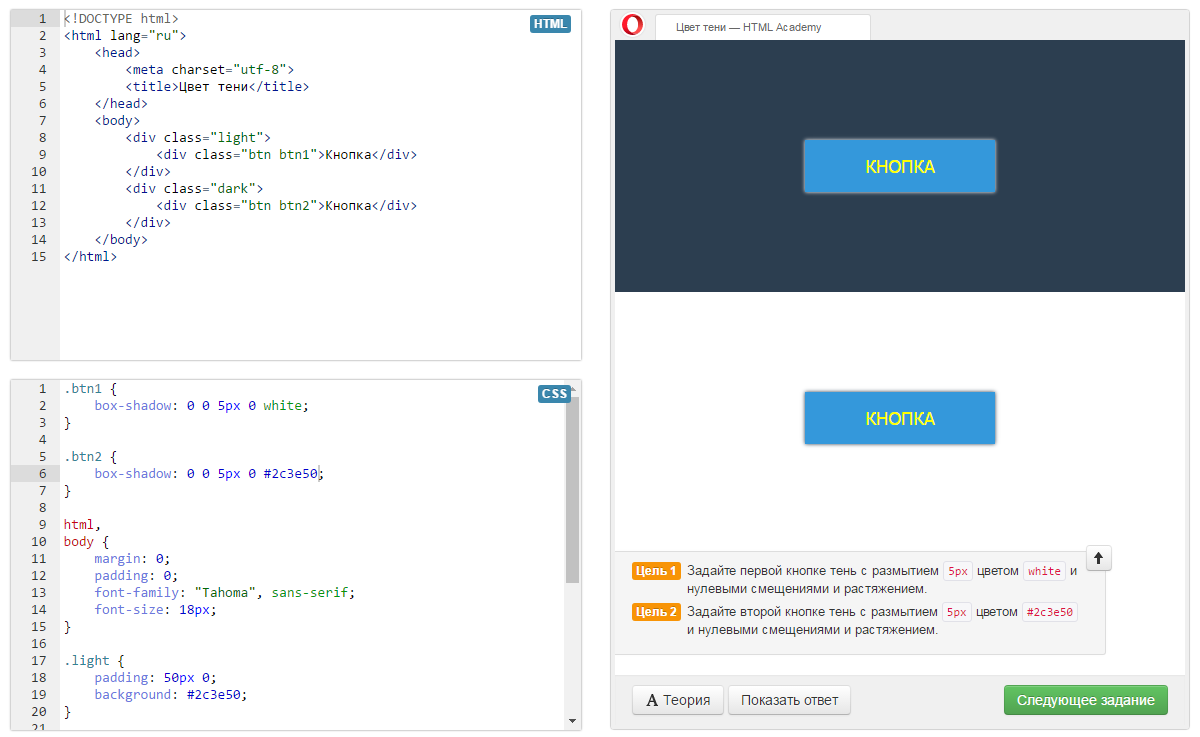 1 <!DOCTYPE html>
HTML
2 <html lang="ru">
3 <head>
4 <meta charset="utf-8">
5 <title>Цвет тени</title>
6 </head>
7 <body>
8 <div class="light">
9 <div class="btn btn1">Кнопка</div>
10 </div>
11 <div class="dark">
12 <div class="btn btn2">Кнопка</div>
13 </div>
14 </body>
15 </html>
1 .btn1 {
CSS
2 box-shadow: 0 0 5px 0 white;
3 }
4
5 .btn2 {
6 box-shadow: 0 0 5px 0 #2c3e50;
7 }
8
9 html,
10 body {
11 margin: 0;
12 padding: 0;
13 font-family: "Tahoma", sans-serif;
14 font-size: 18px;
15 }
16
17 .light {
18 padding: 50px 0;
19 background: #2c3e50;
20 }
21
Цвет тени — HTML Academy
КНОПКА
КНОПКА
Цель 1 Задайте первой кнопке тень с размытием 5px цветом white и
нулевыми смещениями и растяжением.
Цель 2 Задайте второй кнопке тень с размытием 5px цветом #2c3e50
и нулевыми смещениями и растяжением.
A Теория
Показать ответ
Следующее задание